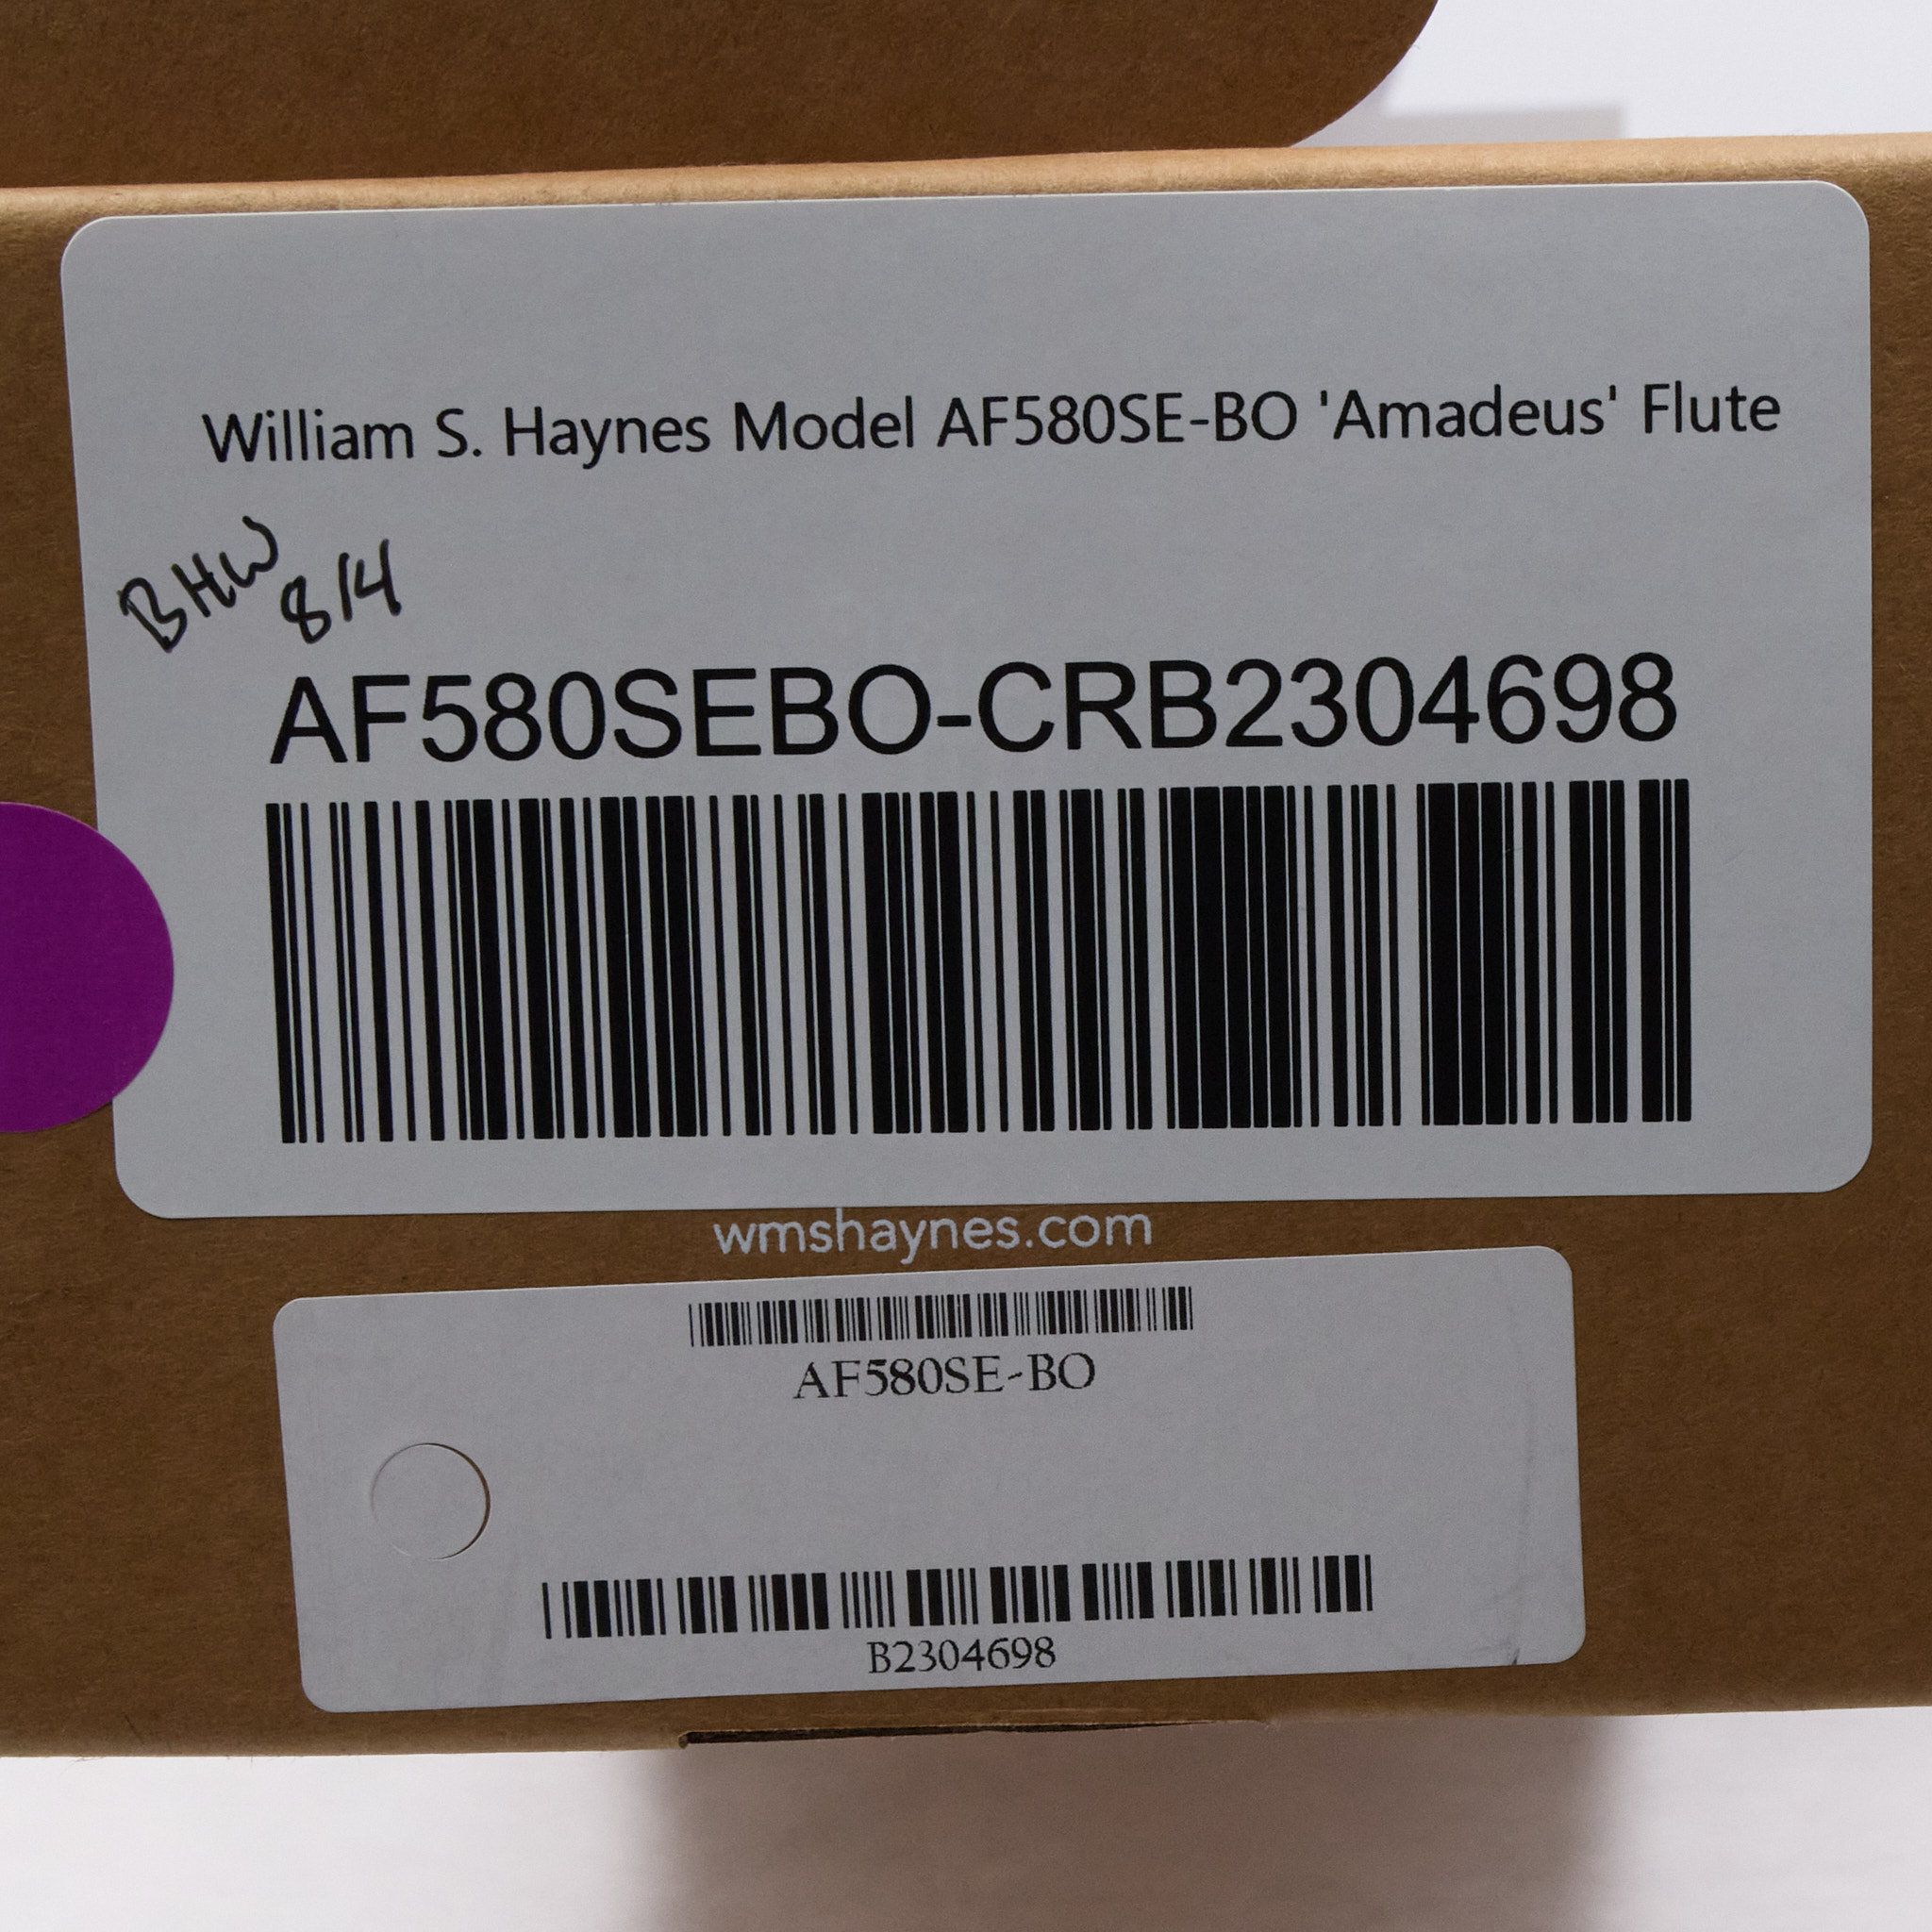 William S. Haynes Model AF580SE-BO 'Amadeus' Flute
BHW
8/4
AF580SEBO-CRB2304698
wmshaynes.com
AF580SE-BO
B2304698